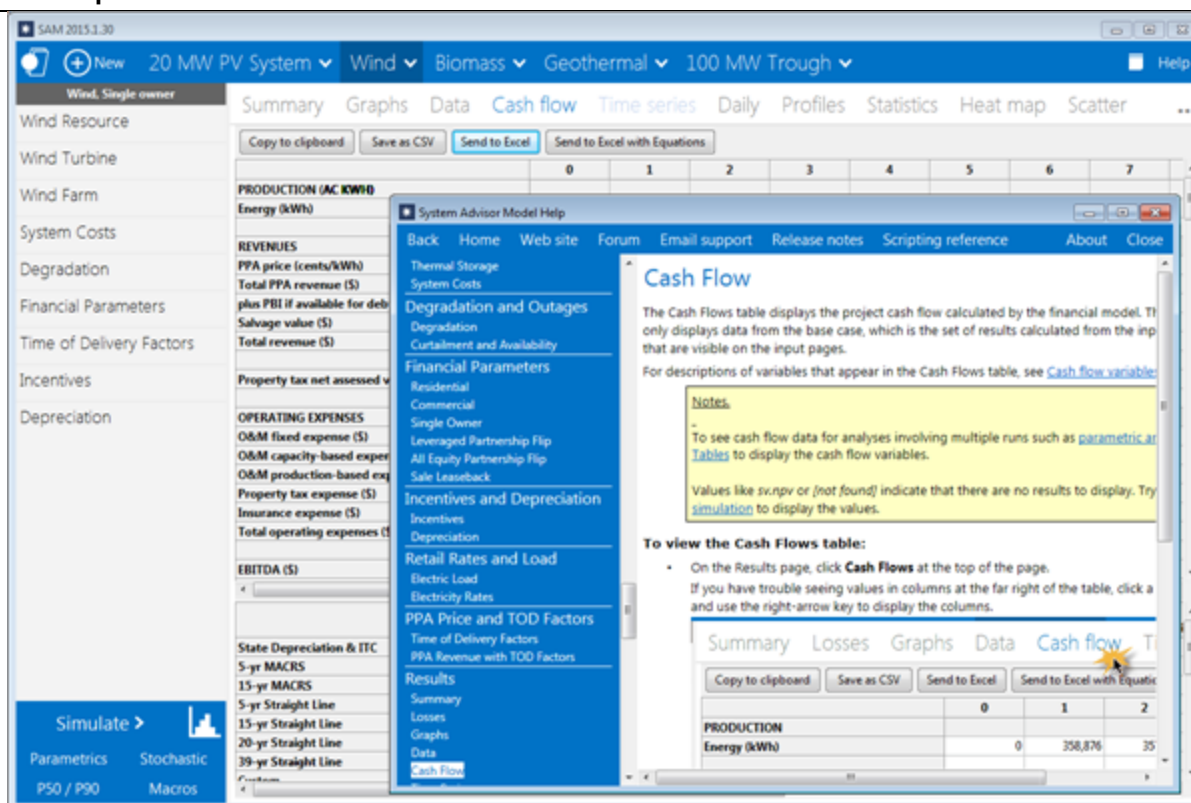 SAM 2015.1.30
New 20 MW PV System Wind Biomass Geothermal 100 MW Trough Help
Wind, Single owner
Wind Resource
Wind Turbine
Wind Farm
System Costs
Degradation
Financial Parameters
Time of Delivery Factors
Incentives
Depreciation
Simulate >
Parametrics Stochastic
P50 / P90 Macros
Summary Graphs Data Cash flow Time series Daily Profiles Statistics Heat map Scatter ...
Copy to clipboard Save as CSV Send to Excel Send to Excel with Equations
0 1 2 3 4 5 6 7
PRODUCTION (AC KWH)
Energy (kWh)
REVENUES
PPA price (cents/kWh)
Total PPA revenue ($)
plus PBI if available for deb
Salvage value ($)
Total revenue ($)
Property tax net assessed v
OPERATING EXPENSES
O&M fixed expense ($)
O&M capacity-based exper
O&M production-based exp
Property tax expense ($)
Insurance expense ($)
Total operating expenses ($
EBITDA ($)
State Depreciation & ITC
5-yr MACRS
15-yr MACRS
5-yr Straight Line
15-yr Straight Line
20-yr Straight Line
39-yr Straight Line
System Advisor Model Help
Back Home Web site Forum Email support Release notes Scripting reference About Close
Thermal Storage
System Costs
Degradation and Outages
Degradation
Curtailment and Availability
Financial Parameters
Residential
Commercial
Single Owner
Leveraged Partnership Flip
All Equity Partnership Flip
Sale Leaseback
Incentives and Depreciation
Incentives
Depreciation
Retail Rates and Load
Electric Load
Electricity Rates
PPA Price and TOD Factors
Time of Delivery Factors
PPA Revenue with TOD Factors
Results
Summary
Losses
Graphs
Data
Cash Flow
Cash Flow
The Cash Flows table displays the project cash flow calculated by the financial model. Th
only displays data from the base case, which is the set of results calculated from the inp
that are visible on the input pages.
For descriptions of variables that appear in the Cash Flows table, see Cash flow variable
Notes.
To see cash flow data for analyses involving multiple runs such as parametric ar
Tables to display the cash flow variables.
Values like sv.npv or [not found] indicate that there are no results to display. Try
simulation to display the values.
To view the Cash Flows table:
• On the Results page, click Cash Flows at the top of the page.
If you have trouble seeing values in columns at the far right of the table, click a
and use the right-arrow key to display the columns.
Summary Losses Graphs Data Cash flow Ti
Copy to clipboard Save as CSV Send to Excel Send to Excel with Equatic
0 1 2
PRODUCTION
Energy (kWh) 0 358,876 35